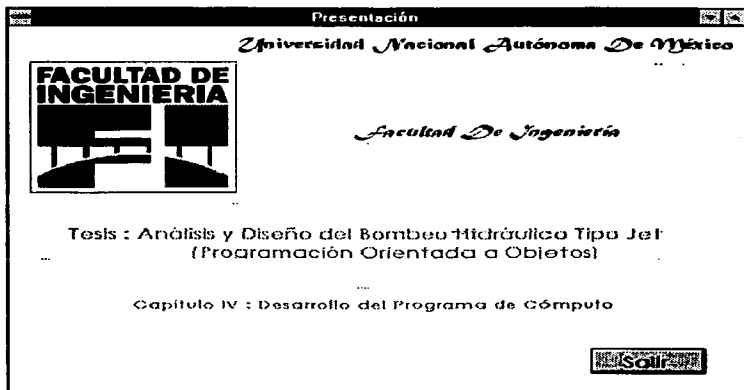 Presentación
Universidad Nacional Autónoma De México
FACULTAD DE
INGENIERIA
Facultad De Ingeniería
Tesis : Análisis y Diseño del Bombeo Hidráulico Tipo Jet
(Programación Orientada a Objetos)
Capítulo IV : Desarrollo del Programa de Cómputo
Salir